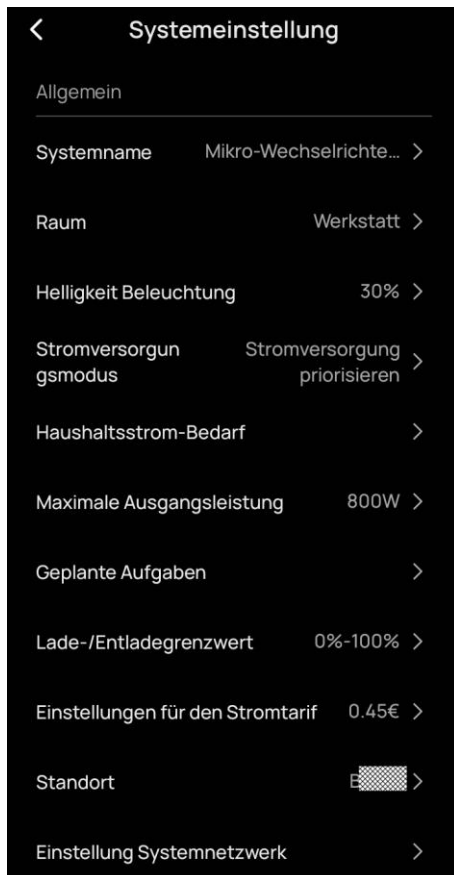 Systemeinstellung
Allgemein
Systemname Mikro-Wechselrichte...
Raum Werkstatt
Helligkeit Beleuchtung 30%
Stromversorgun Stromversorgung
gsmodus priorisieren
Haushaltsstrom-Bedarf
Maximale Ausgangsleistung 800W
Geplante Aufgaben
Lade-/Entladegrenzwert 0%-100%
Einstellungen für den Stromtarif 0.45€
Standort
Einstellung Systemnetzwerk